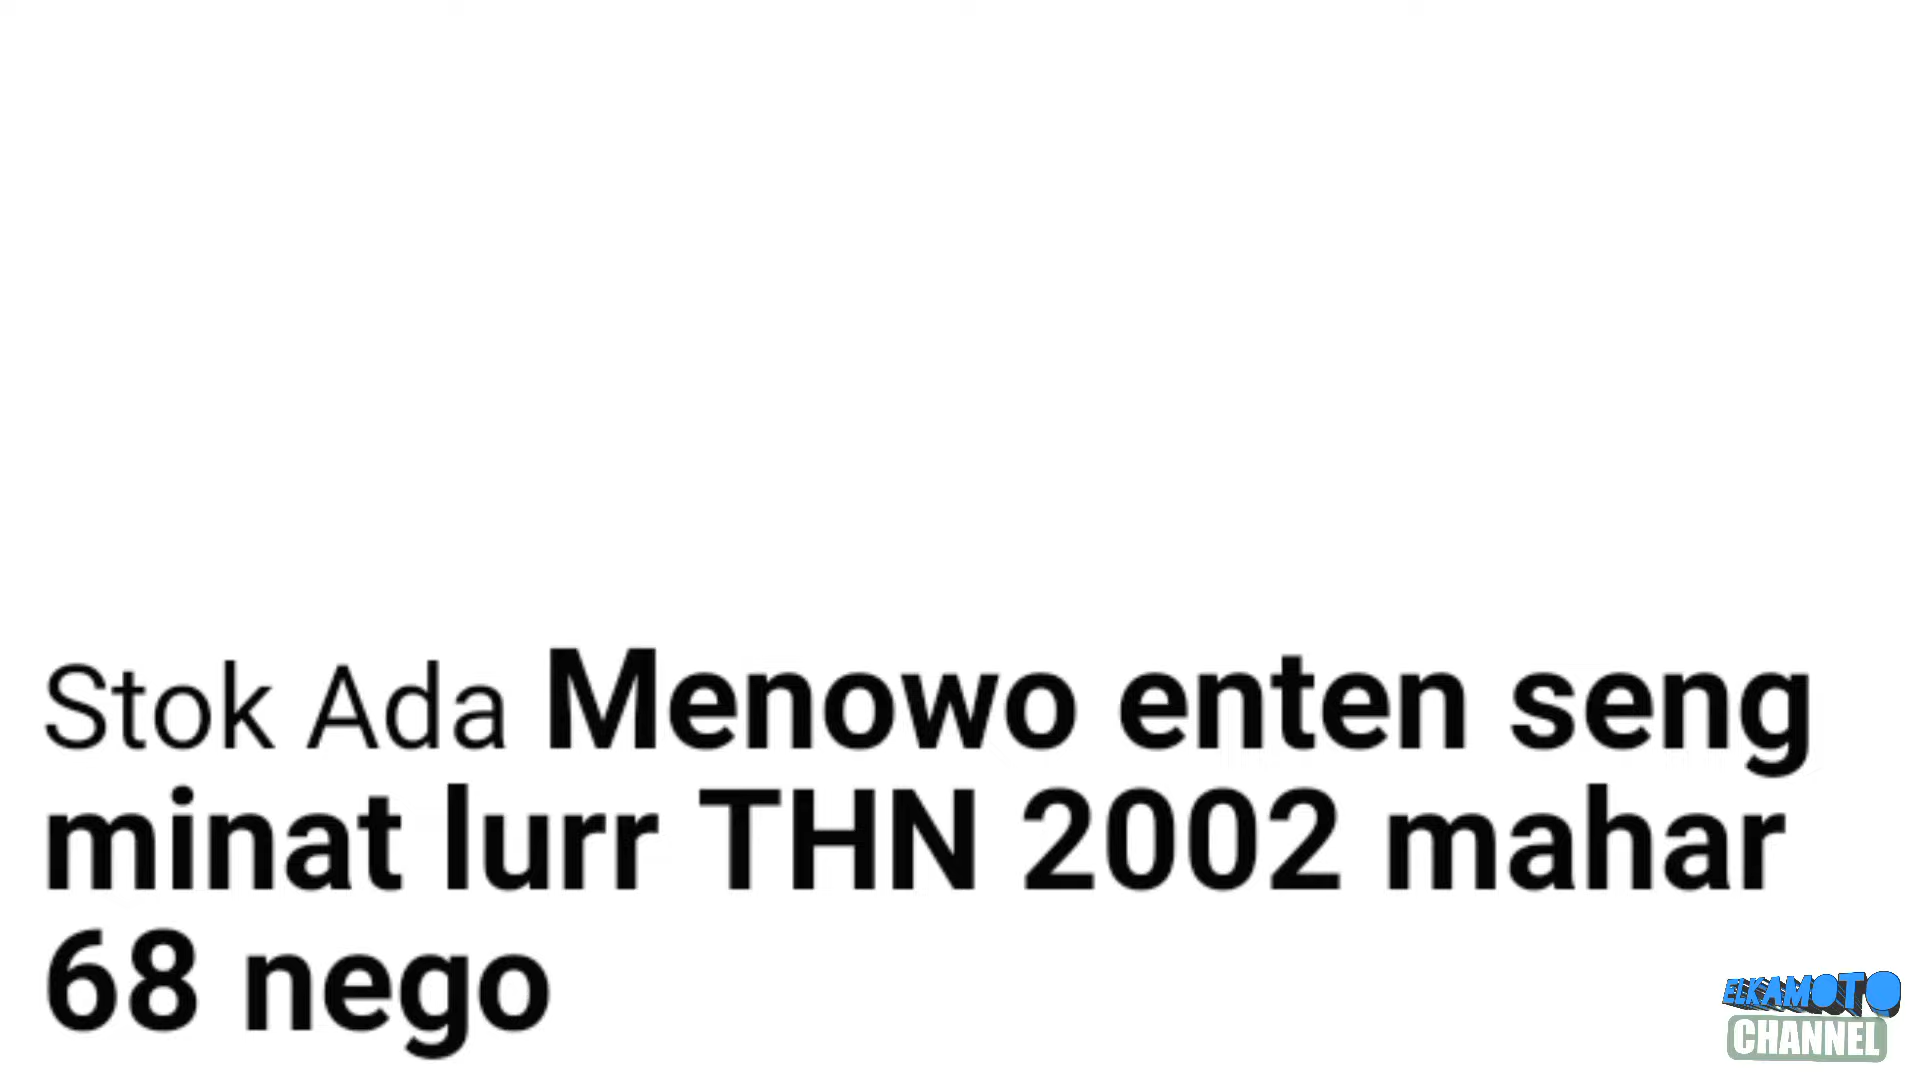 Stok Ada Menowo enten seng
minat lurr THN 2002 mahar
68 nego
ELKAMOTO
CHANNEL